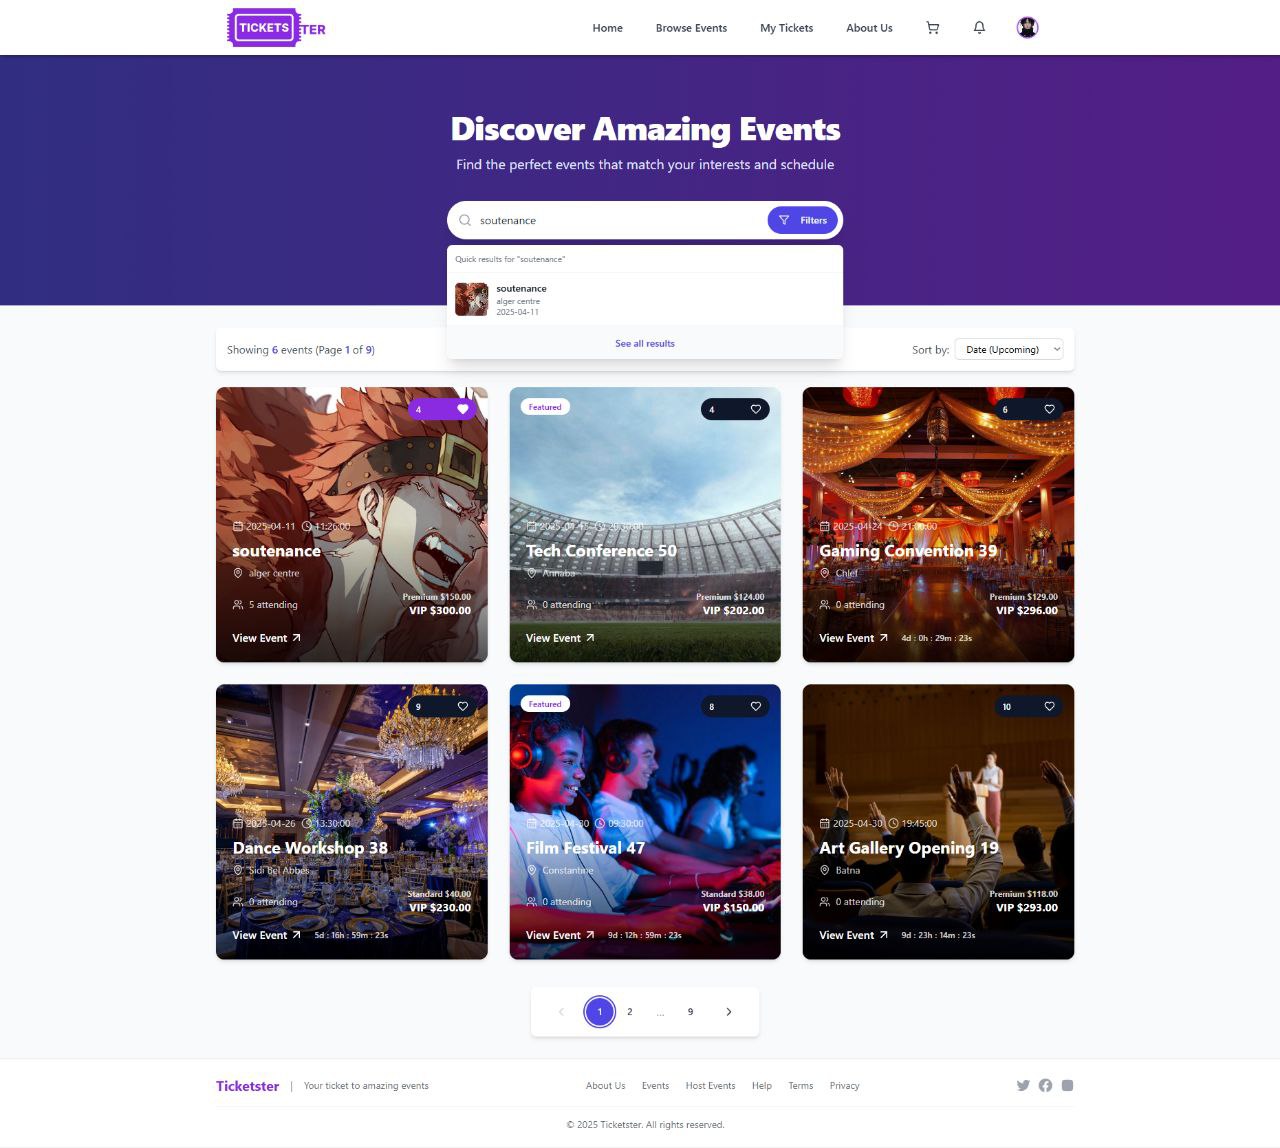 TICKETSTER
Home Browse Events My Tickets About Us
Discover Amazing Events
Find the perfect events that match your interests and schedule
soutenance
Filters
Quick results for "soutenance"
soutenance
alger centre
2025-04-11
See all results
Showing 6 events (Page 1 of 9)
Sort by: Date (Upcoming)
4
2025-04-11 11:26:00
soutenance
alger centre
5 attending
Premium $150.00
VIP $300.00
View Event
Featured
4
2025-04-15 20:30:00
Tech Conference 50
Annaba
0 attending
Premium $124.00
VIP $202.00
View Event
6
2025-04-24 21:00:00
Gaming Convention 39
Chlef
0 attending
Premium $129.00
VIP $296.00
View Event
4d : 0h : 29m : 23s
9
2025-04-26 13:30:00
Dance Workshop 38
Sidi Bel Abbes
0 attending
Standard $40.00
VIP $230.00
View Event
5d : 16h : 59m : 23s
Featured
8
2025-04-30 09:30:00
Film Festival 47
Constantine
0 attending
Standard $38.00
VIP $150.00
View Event
9d : 12h : 59m : 23s
10
2025-04-30 19:45:00
Art Gallery Opening 19
Batna
0 attending
Premium $118.00
VIP $293.00
View Event
9d : 23h : 14m : 23s
1 2 ... 9
Ticketster | Your ticket to amazing events
About Us Events Host Events Help Terms Privacy
© 2025 Ticketster. All rights reserved.